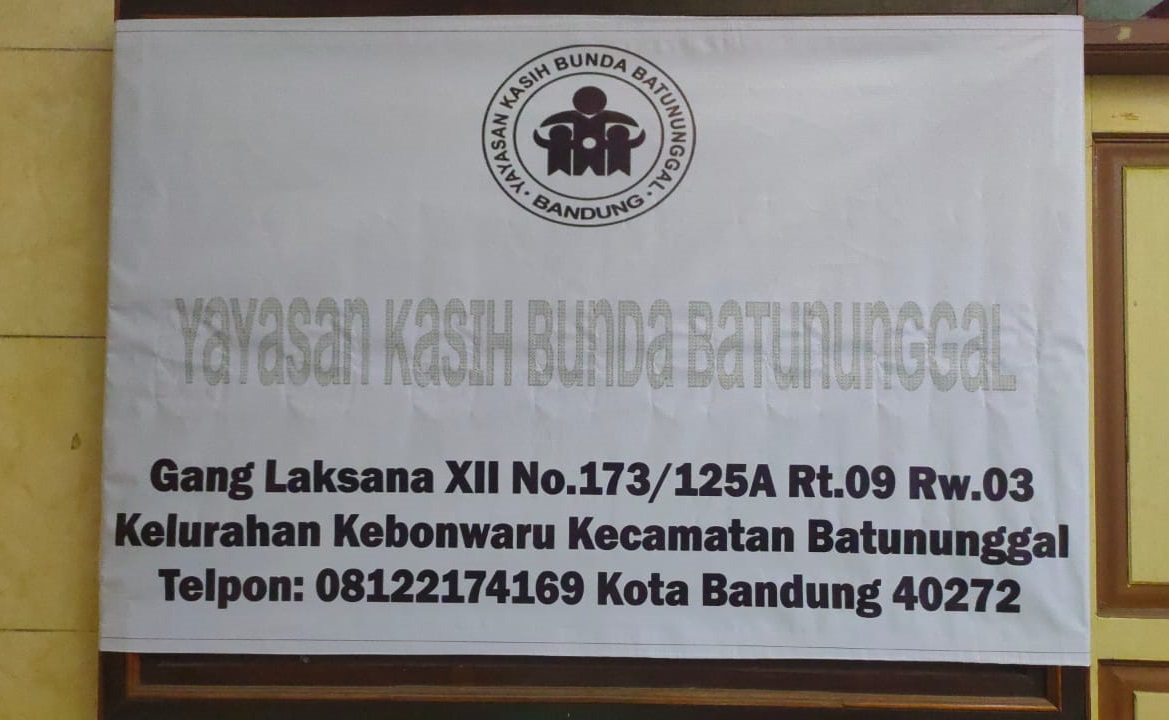 YAYASAN KASIH BUNDA BATUNUNGGAL
· BANDUNG ·
YaYasan KasIH Bunda BaTununGGaL
Gang Laksana XII No.173/125A Rt.09 Rw.03
Kelurahan Kebonwaru Kecamatan Batununggal
Telpon: 08122174169 Kota Bandung 40272